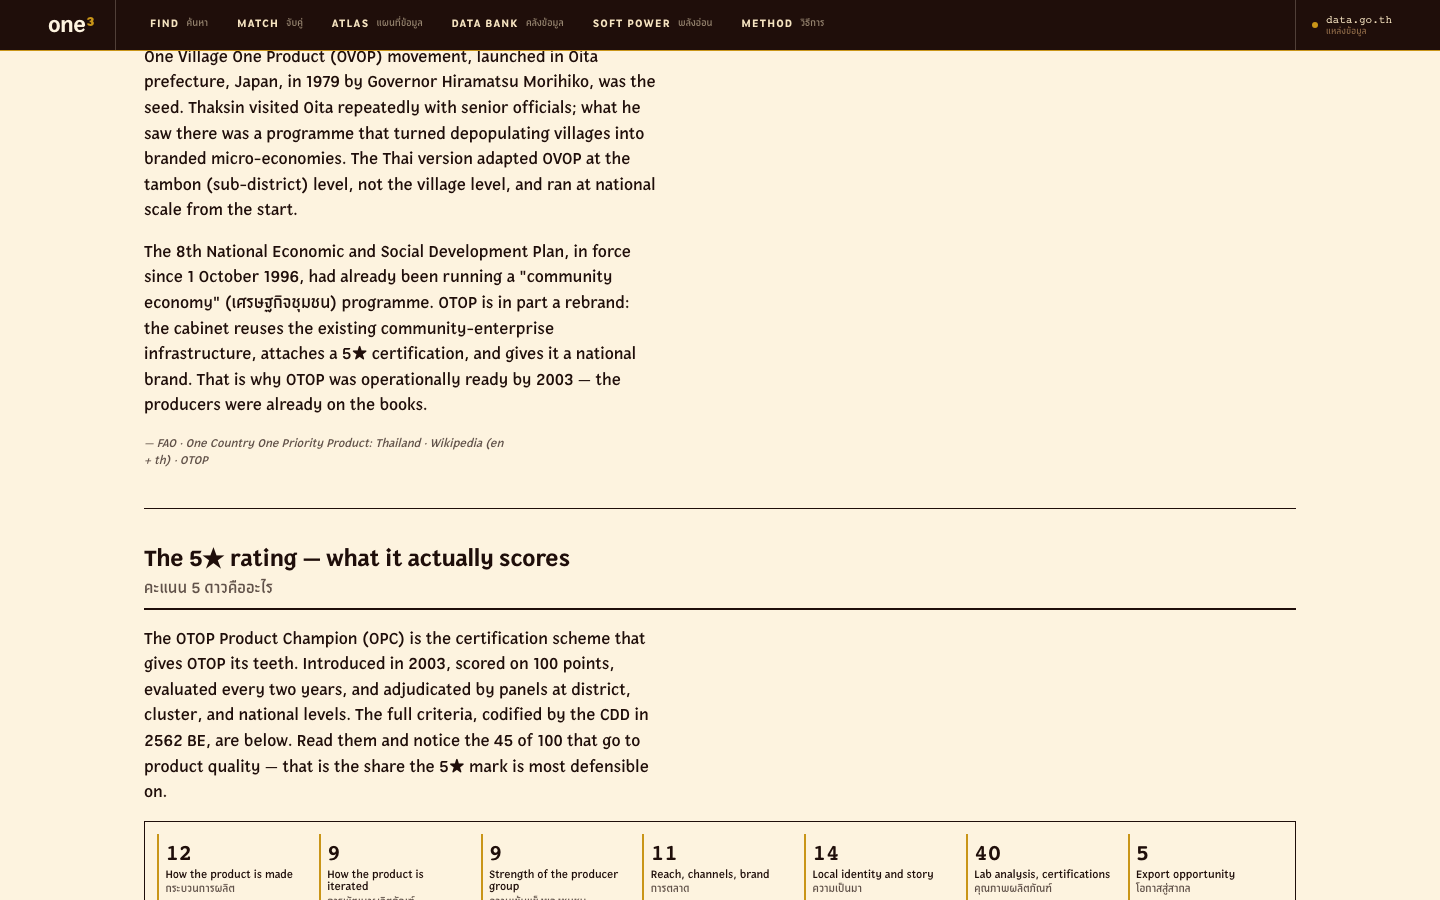 one³
FIND ค้นหา MATCH จับคู่ ATLAS แผนที่ข้อมูล DATA BANK คลังข้อมูล SOFT POWER พลังอ่อน METHOD วิธีการ
data.go.th
แหล่งข้อมูล
One Village One Product (OVOP) movement, launched in Oita
prefecture, Japan, in 1979 by Governor Hiramatsu Morihiko, was the
seed. Thaksin visited Oita repeatedly with senior officials; what he
saw there was a programme that turned depopulating villages into
branded micro-economies. The Thai version adapted OVOP at the
tambon (sub-district) level, not the village level, and ran at national
scale from the start.
The 8th National Economic and Social Development Plan, in force
since 1 October 1996, had already been running a "community
economy" (เศรษฐกิจชุมชน) programme. OTOP is in part a rebrand:
the cabinet reuses the existing community-enterprise
infrastructure, attaches a 5★ certification, and gives it a national
brand. That is why OTOP was operationally ready by 2003 — the
producers were already on the books.
— FAO · One Country One Priority Product: Thailand · Wikipedia (en
+ th) · OTOP
The 5★ rating — what it actually scores
คะแนน 5 ดาวคืออะไร
The OTOP Product Champion (OPC) is the certification scheme that
gives OTOP its teeth. Introduced in 2003, scored on 100 points,
evaluated every two years, and adjudicated by panels at district,
cluster, and national levels. The full criteria, codified by the CDD in
2562 BE, are below. Read them and notice the 45 of 100 that go to
product quality — that is the share the 5★ mark is most defensible
on.
12
How the product is made
กระบวนการผลิต
9
How the product is
iterated
9
Strength of the producer
group
11
Reach, channels, brand
การตลาด
14
Local identity and story
ความเป็นมา
40
Lab analysis, certifications
คุณภาพผลิตภัณฑ์
5
Export opportunity
โอกาสสู่สากล